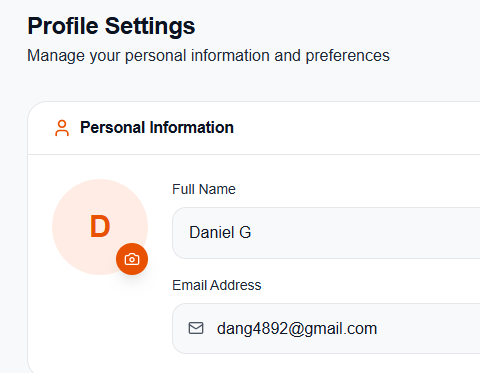 Profile Settings
Manage your personal information and preferences
Personal Information
D
Full Name
Daniel G
Email Address
dang4892@gmail.com